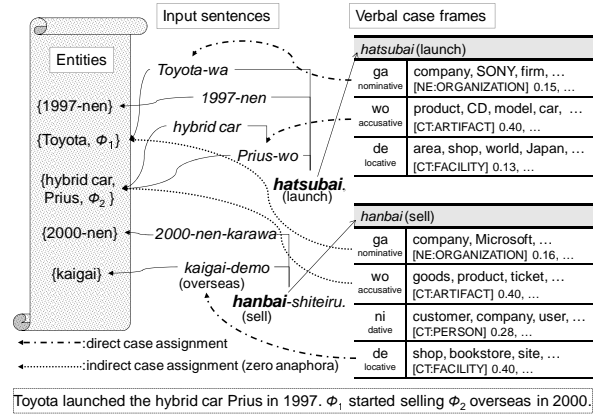 Input sentences
Verbal case frames
Entities
{1997-nen}
{Toyota, Φ1}
{hybrid car,
Prius, Φ2 }
{2000-nen}
{kaigai}
Toyota-wa
1997-nen
hybrid car
Prius-wo
hatsubai.
(launch)
2000-nen-karawa
kaigai-demo
(overseas)
hanbai-shiteiru.
(sell)
hatsubai (launch)
ga
nominative
company, SONY, firm, …
[NE:ORGANIZATION] 0.15, …
wo
accusative
product, CD, model, car, …
[CT:ARTIFACT] 0.40, …
de
locative
area, shop, world, Japan, …
[CT:FACILITY] 0.13, …
hanbai (sell)
ga
nominative
company, Microsoft, …
[NE:ORGANIZATION] 0.16, …
wo
accusative
goods, product, ticket, …
[CT:ARTIFACT] 0.40, …
ni
dative
customer, company, user, …
[CT:PERSON] 0.28, …
de
locative
shop, bookstore, site, …
[CT:FACILITY] 0.40, …
:direct case assignment
:indirect case assignment (zero anaphora)
Toyota launched the hybrid car Prius in 1997. Φ1 started selling Φ2 overseas in 2000.